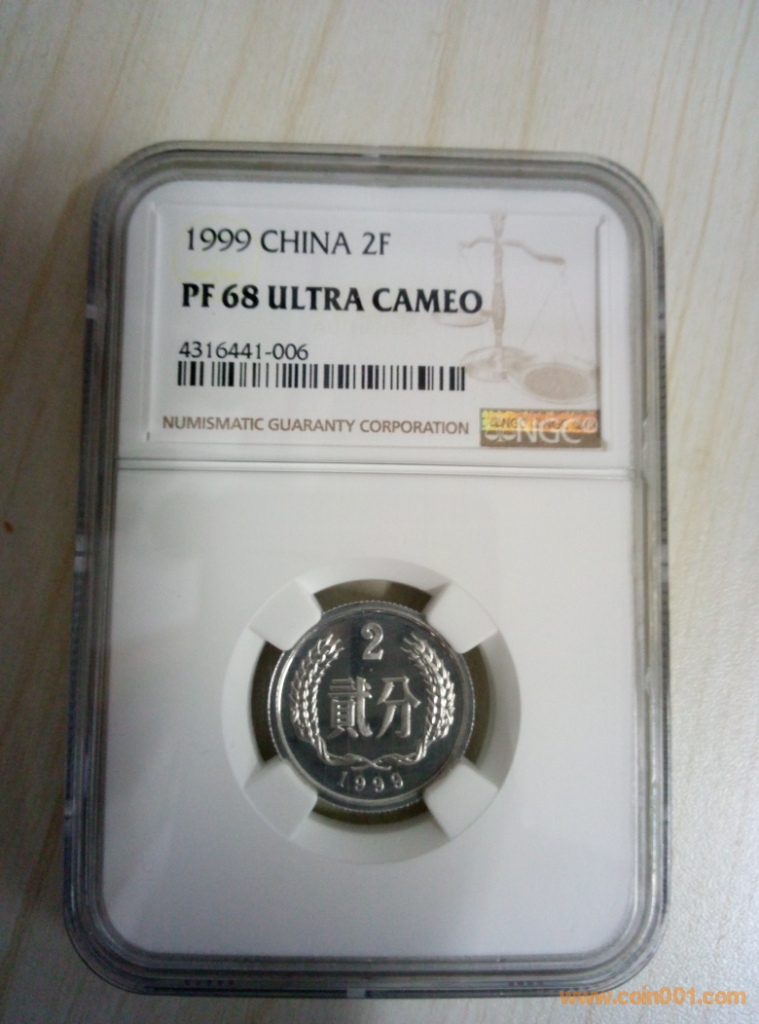 1999 CHINA 2F
PF 68 ULTRA CAMEO
4316441-006
NUMISMATIC GUARANTY CORPORATION
NGC
2
貳分
1999
www.coin001.com